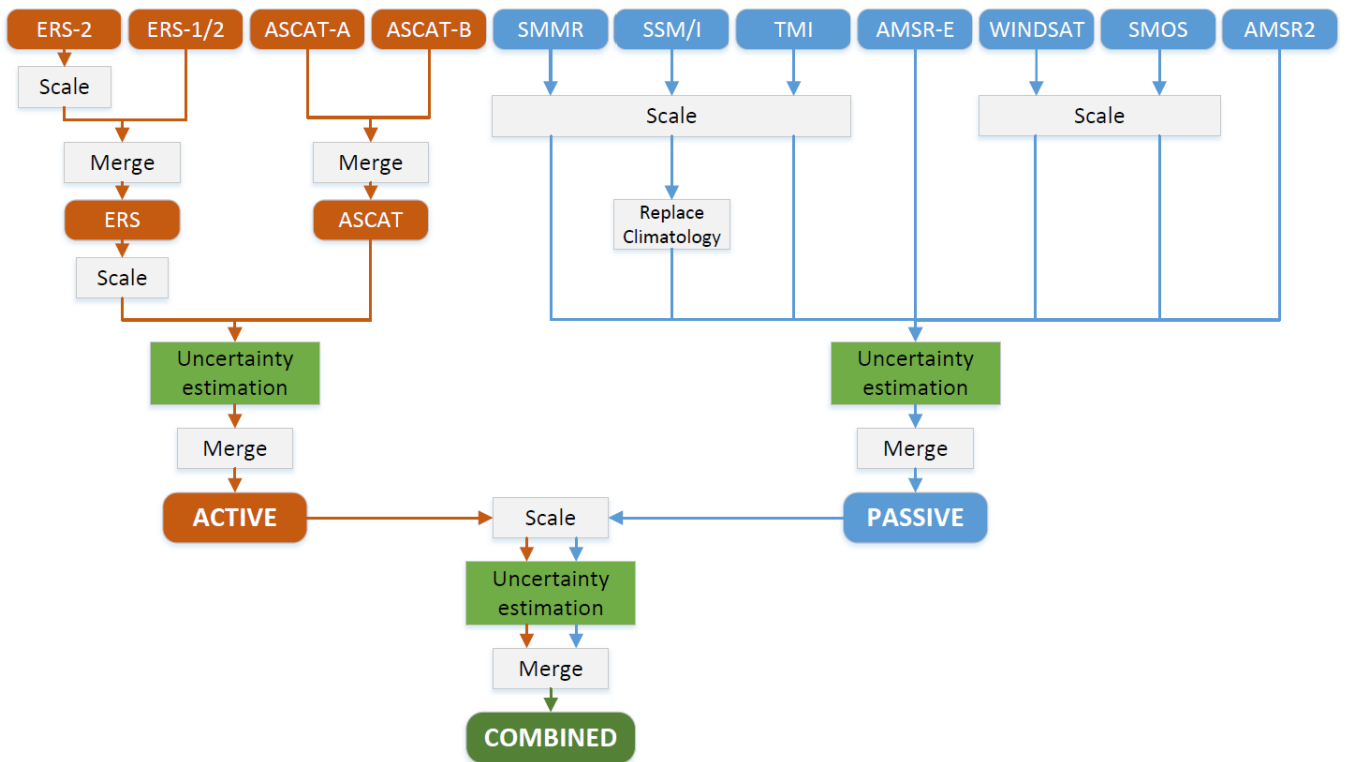 ERS-2
ERS-1/2
ASCAT-A
ASCAT-B
SMMR
SSM/I
TMI
AMSR-E
WINDSAT
SMOS
AMSR2
Scale
Scale
Scale
Merge
Merge
ERS
ASCAT
Replace
Climatology
Scale
Uncertainty
estimation
Uncertainty
estimation
Merge
Merge
ACTIVE
Scale
PASSIVE
Uncertainty
estimation
Merge
COMBINED